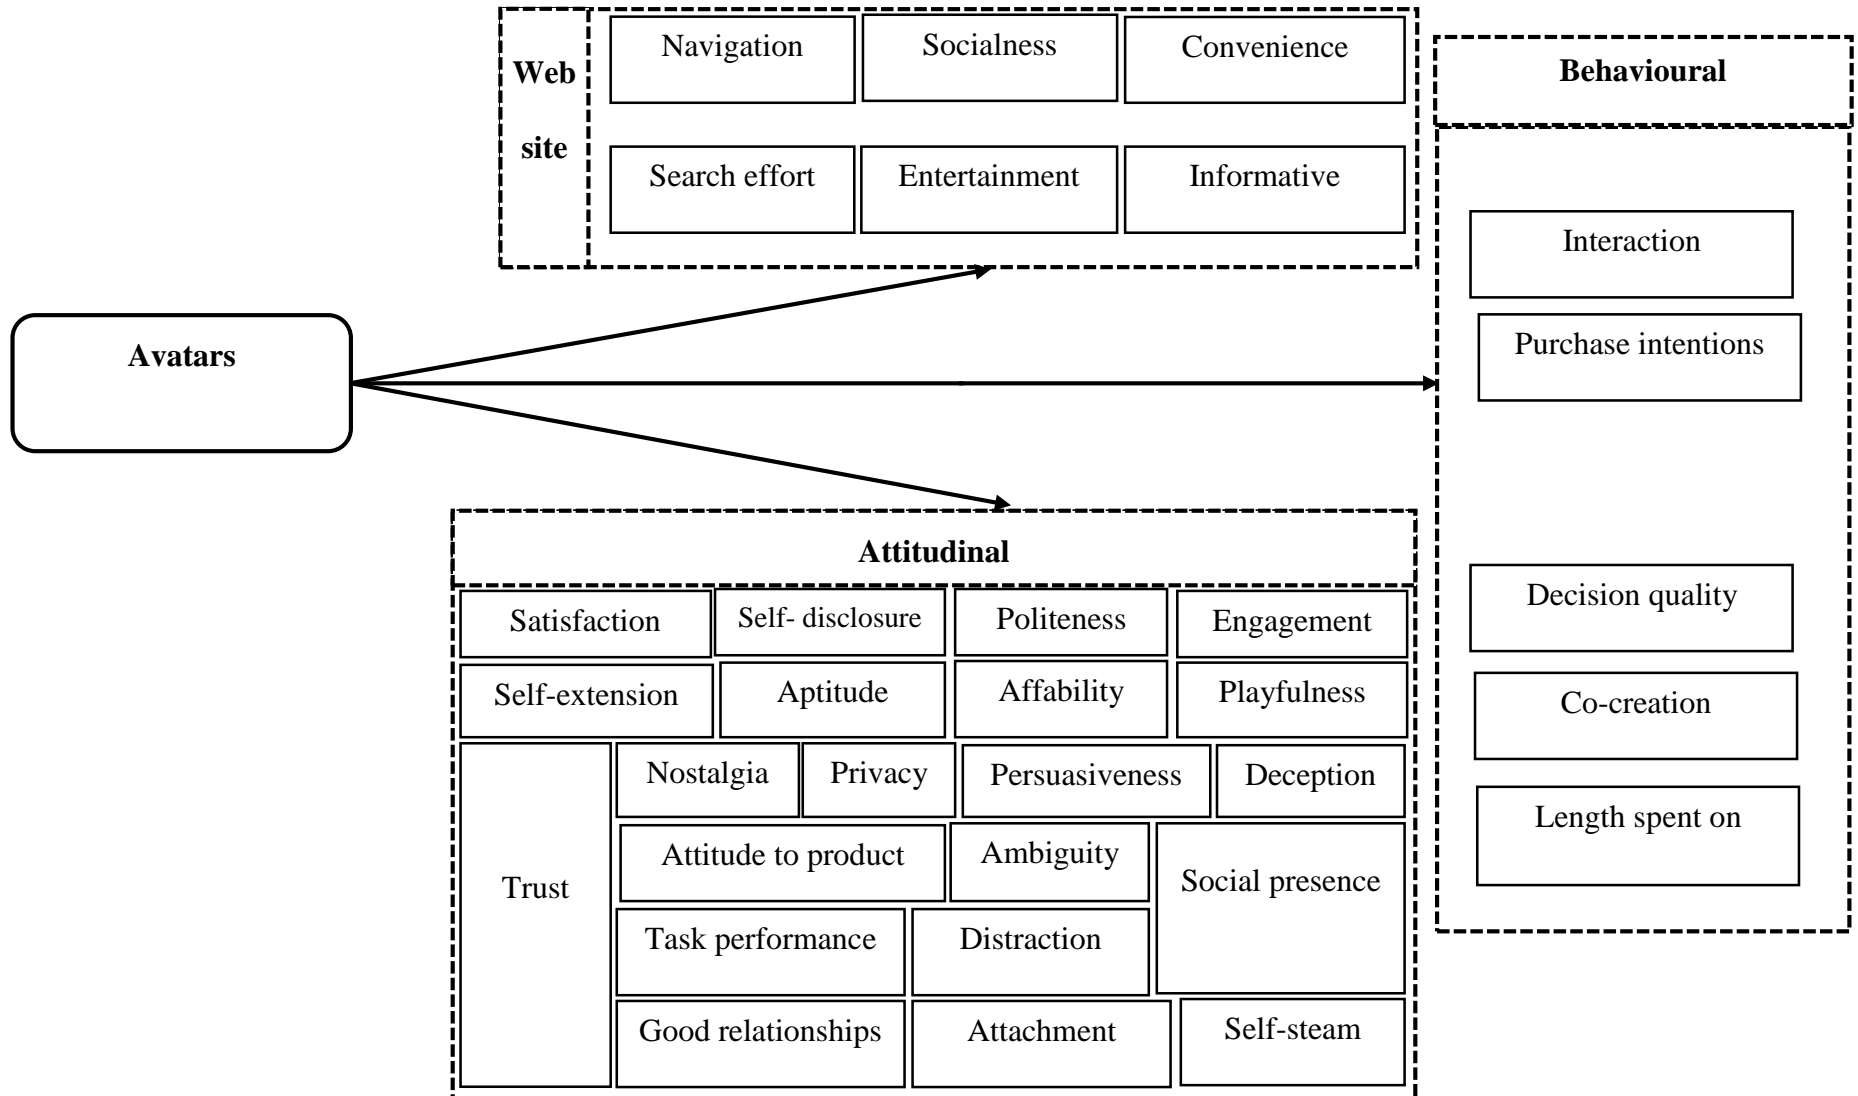 Web
site
Navigation
Socialness
Convenience
Search effort
Entertainment
Informative
Behavioural
Interaction
Purchase intentions
Decision quality
Co-creation
Length spent on
Avatars
Attitudinal
Satisfaction
Self- disclosure
Politeness
Engagement
Self-extension
Aptitude
Affability
Playfulness
Trust
Nostalgia
Privacy
Persuasiveness
Deception
Attitude to product
Ambiguity
Social presence
Task performance
Distraction
Good relationships
Attachment
Self-steam